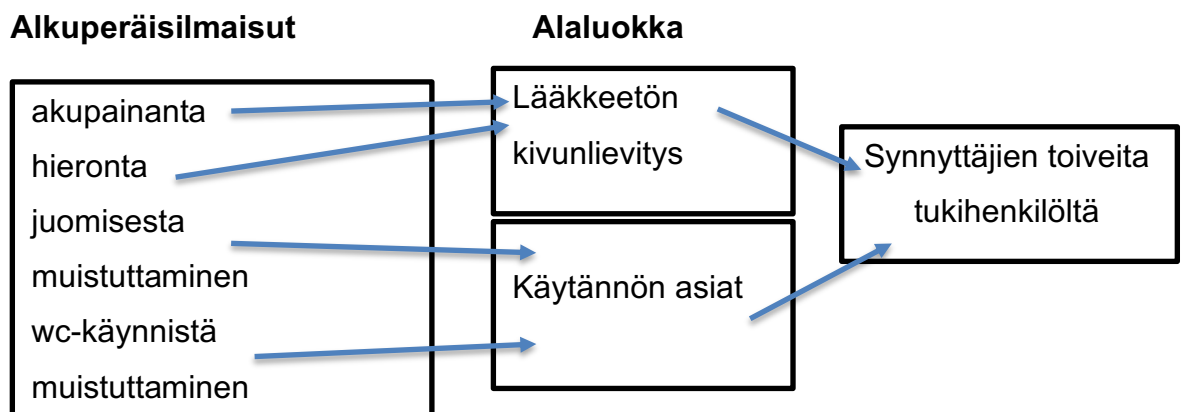 Alkuperäisilmaisut
Alaluokka
akupainanta
hieronta
juomisesta
muistuttaminen
wc-käynnistä
muistuttaminen
Lääkkeetön
kivunlievitys
Käytännön asiat
Synnyttäjien toiveita
tukihenkilöltä